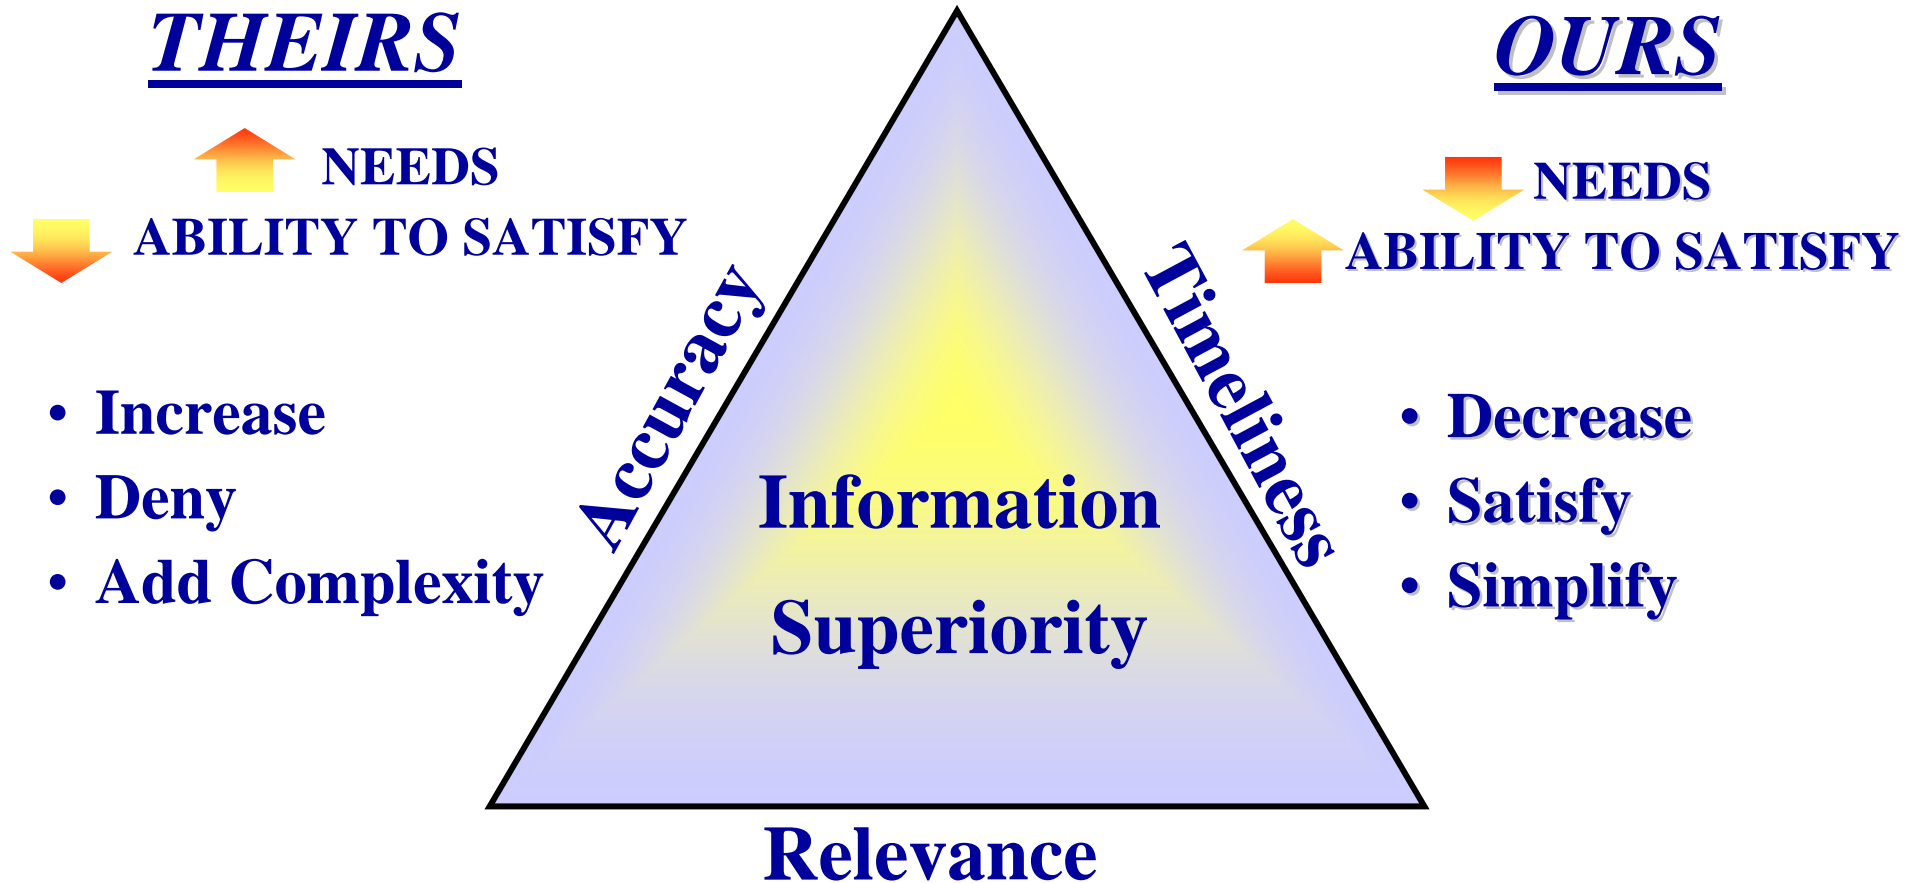 THEIRS
NEEDS
ABILITY TO SATISFY
• Increase
• Deny
• Add Complexity
Accuracy
Information
Superiority
Relevance
Timeliness
OURS
NEEDS
ABILITY TO SATISFY
• Decrease
• Satisfy
• Simplify